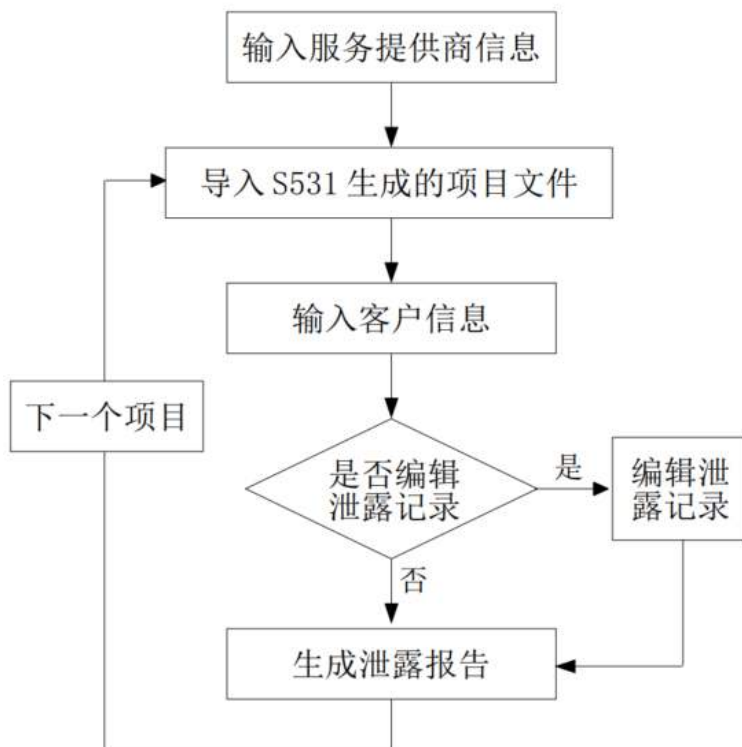 输入服务提供商信息
导入 S531 生成的项目文件
输入客户信息
下一个项目
是否编辑
泄露记录
是
编辑泄
露记录
否
生成泄露报告